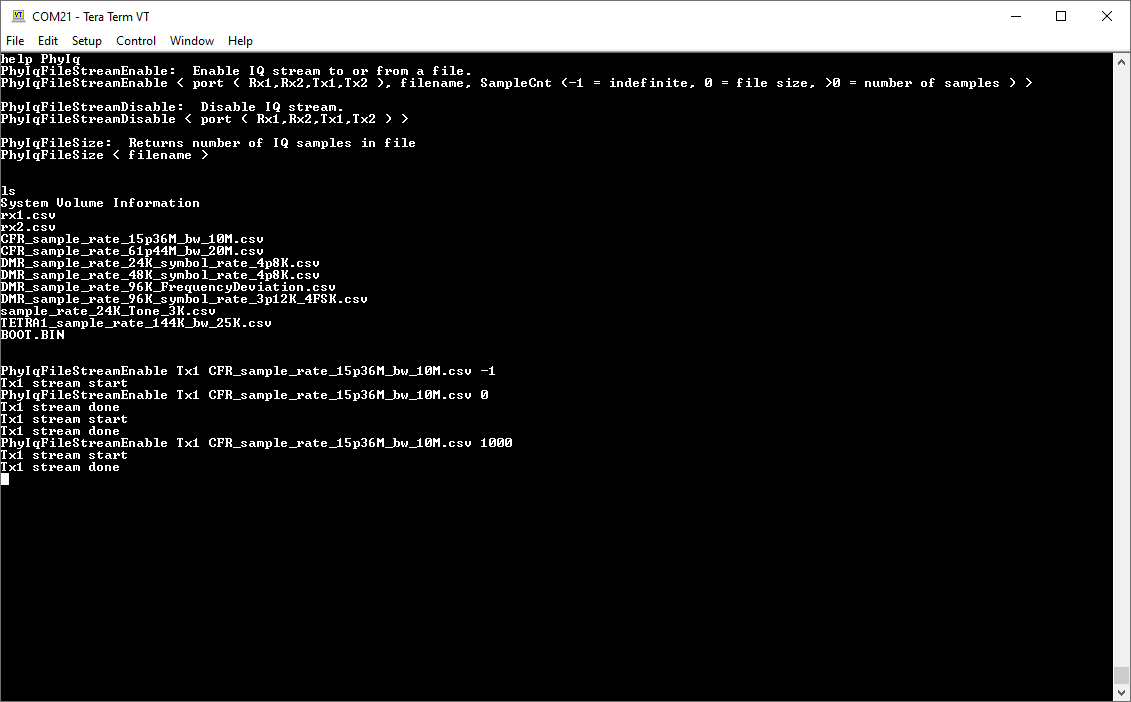 COM21 - Tera Term VT
File Edit Setup Control Window Help
help PhyIq
PhyIqFileStreamEnable:  Enable IQ stream to or from a file.
PhyIqFileStreamEnable < port ( Rx1,Rx2,Tx1,Tx2 ), filename, SampleCnt (-1 = indefinite, 0 = file size, >0 = number of samples ) >
PhyIqFileStreamDisable:  Disable IQ stream.
PhyIqFileStreamDisable < port ( Rx1,Rx2,Tx1,Tx2 ) >
PhyIqFileSize:  Returns number of IQ samples in file
PhyIqFileSize < filename >
ls
System Volume Information
rx1.csv
rx2.csv
CFR_sample_rate_15p36M_bw_10M.csv
CFR_sample_rate_61p44M_bw_20M.csv
DMR_sample_rate_24K_symbol_rate_4p8K.csv
DMR_sample_rate_48K_symbol_rate_4p8K.csv
DMR_sample_rate_96K_FrequencyDeviation.csv
DMR_sample_rate_96K_symbol_rate_3p12K_4FSK.csv
sample_rate_24K_Tone_3K.csv
TETRA1_sample_rate_144K_bw_25K.csv
BOOT.BIN
PhyIqFileStreamEnable Tx1 CFR_sample_rate_15p36M_bw_10M.csv -1
Tx1 stream start
PhyIqFileStreamEnable Tx1 CFR_sample_rate_15p36M_bw_10M.csv 0
Tx1 stream done
Tx1 stream start
Tx1 stream done
PhyIqFileStreamEnable Tx1 CFR_sample_rate_15p36M_bw_10M.csv 1000
Tx1 stream start
Tx1 stream done